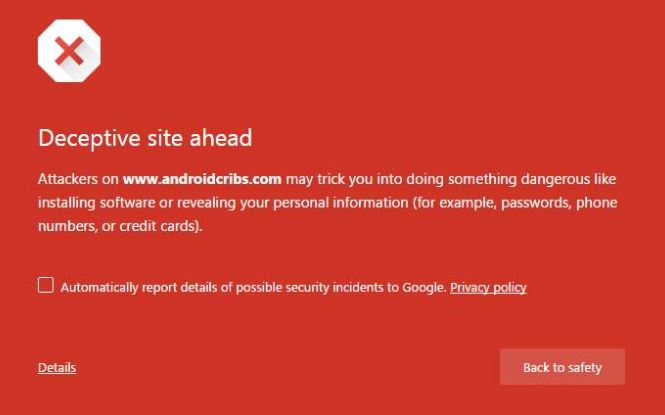 Deceptive site ahead
Attackers on www.androidcribs.com may trick you into doing something dangerous like
installing software or revealing your personal information (for example, passwords, phone
numbers, or credit cards).
Automatically report details of possible security incidents to Google. Privacy policy
Details
Back to safety